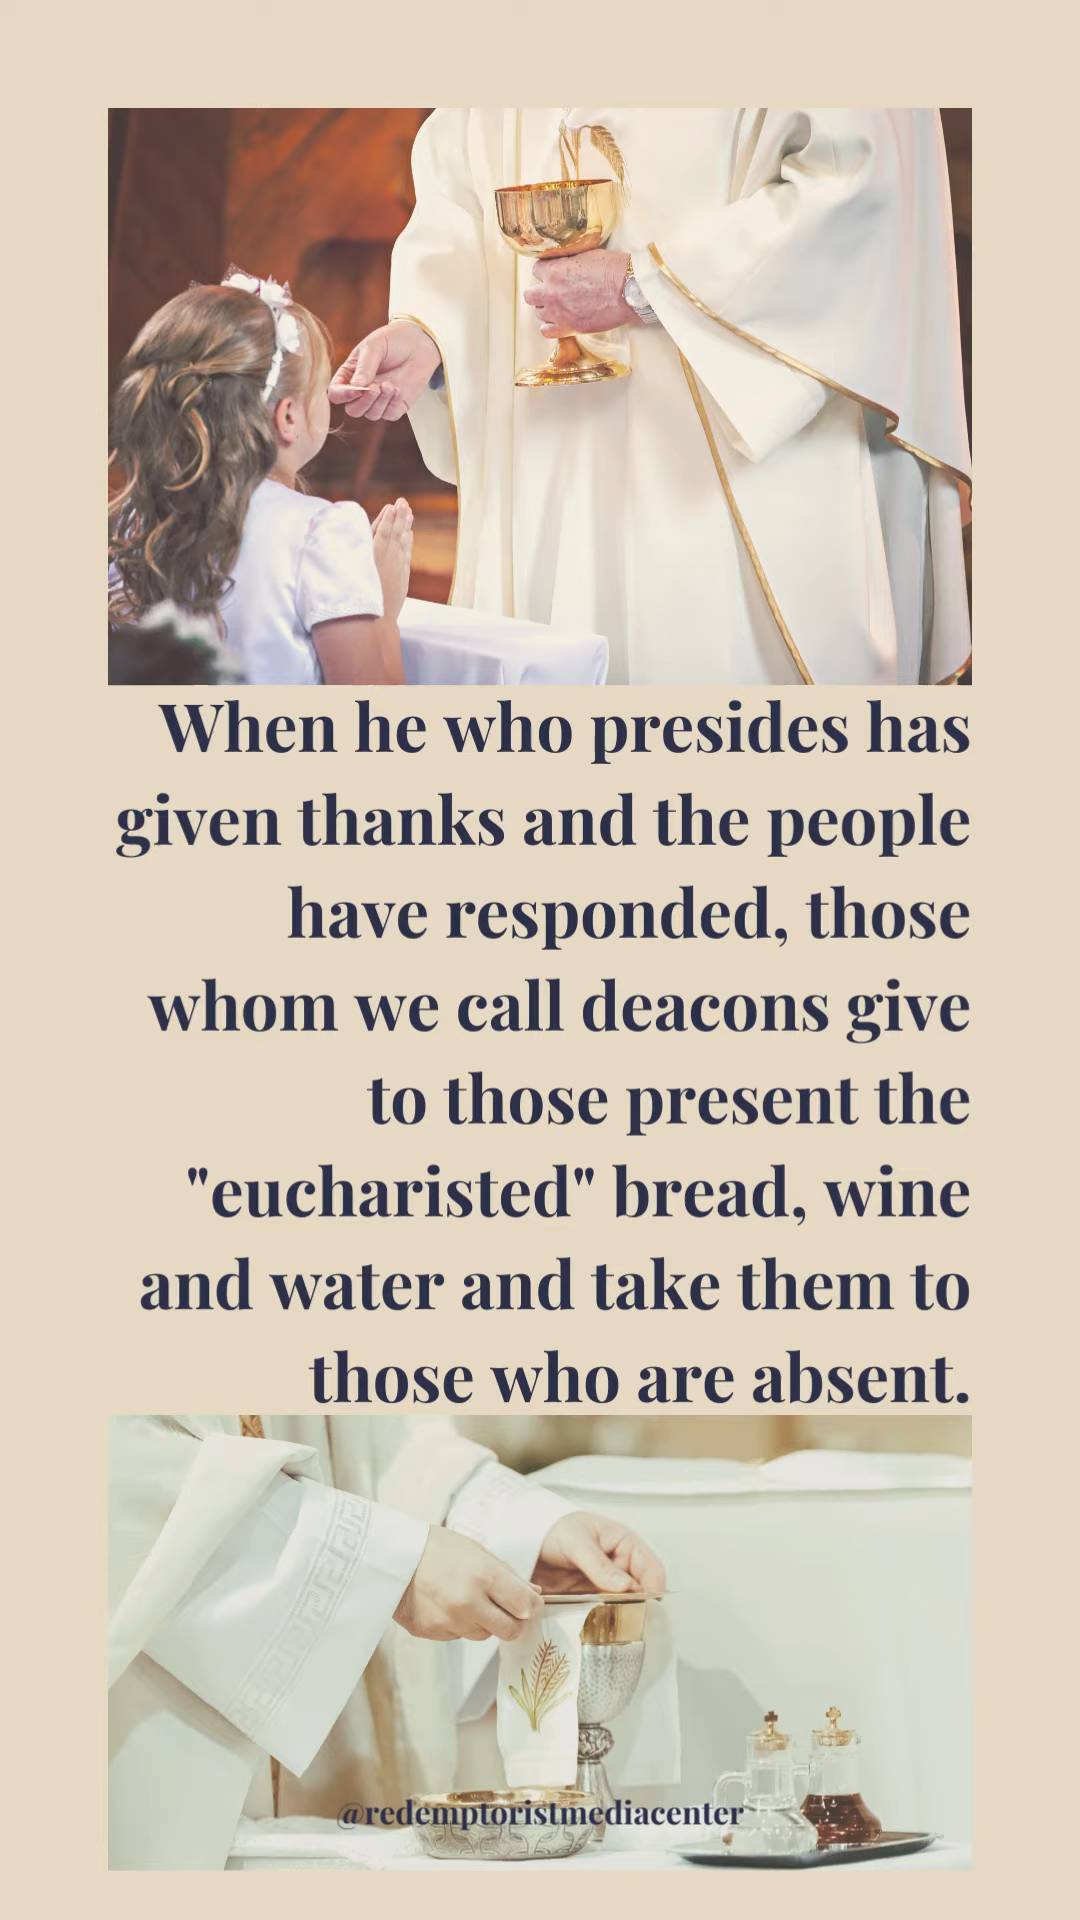 When he who presides has
given thanks and the people
have responded, those
whom we call deacons give
to those present the
"eucharisted" bread, wine
and water and take them to
those who are absent.
@redemptoristmediacenter